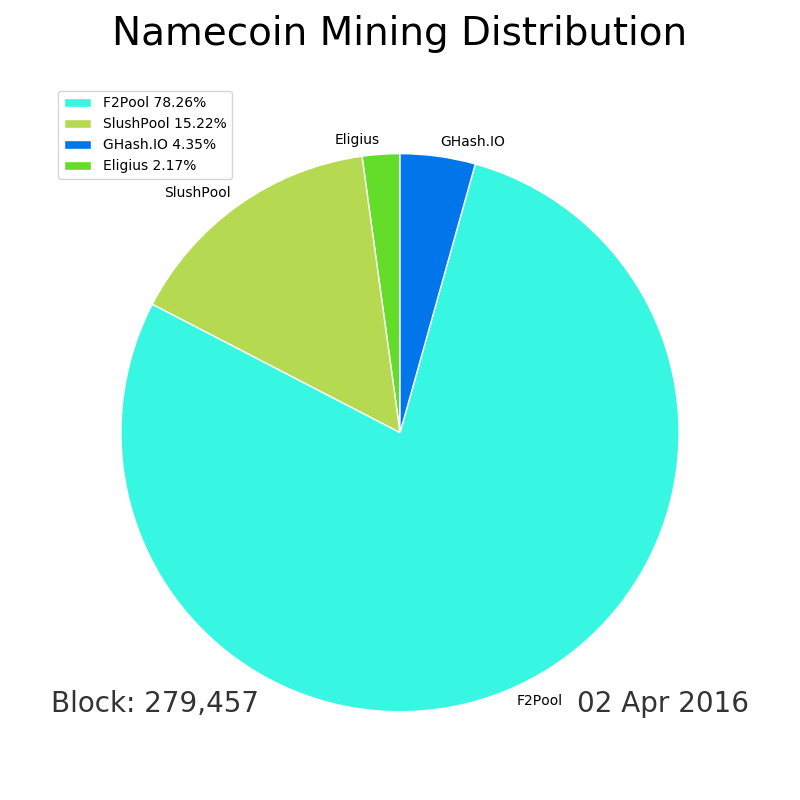 Namecoin Mining Distribution
F2Pool 78.26%
SlushPool 15.22%
GHash.IO 4.35%
Eligius 2.17%
Eligius
GHash.IO
SlushPool
F2Pool
Block: 279,457
02 Apr 2016